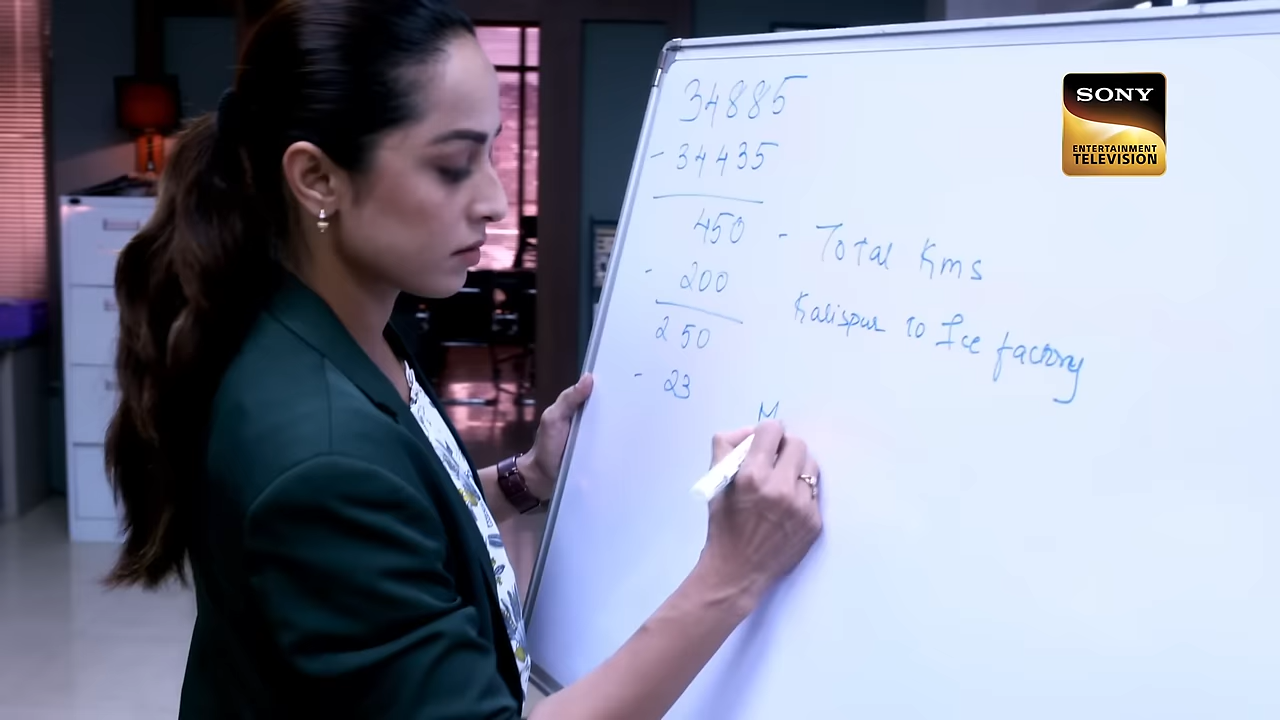 34885
- 34435
450 - Total Kms
- 200 Kalispur to Ice factory
250
- 23 M
SONY
ENTERTAINMENT
TELEVISION